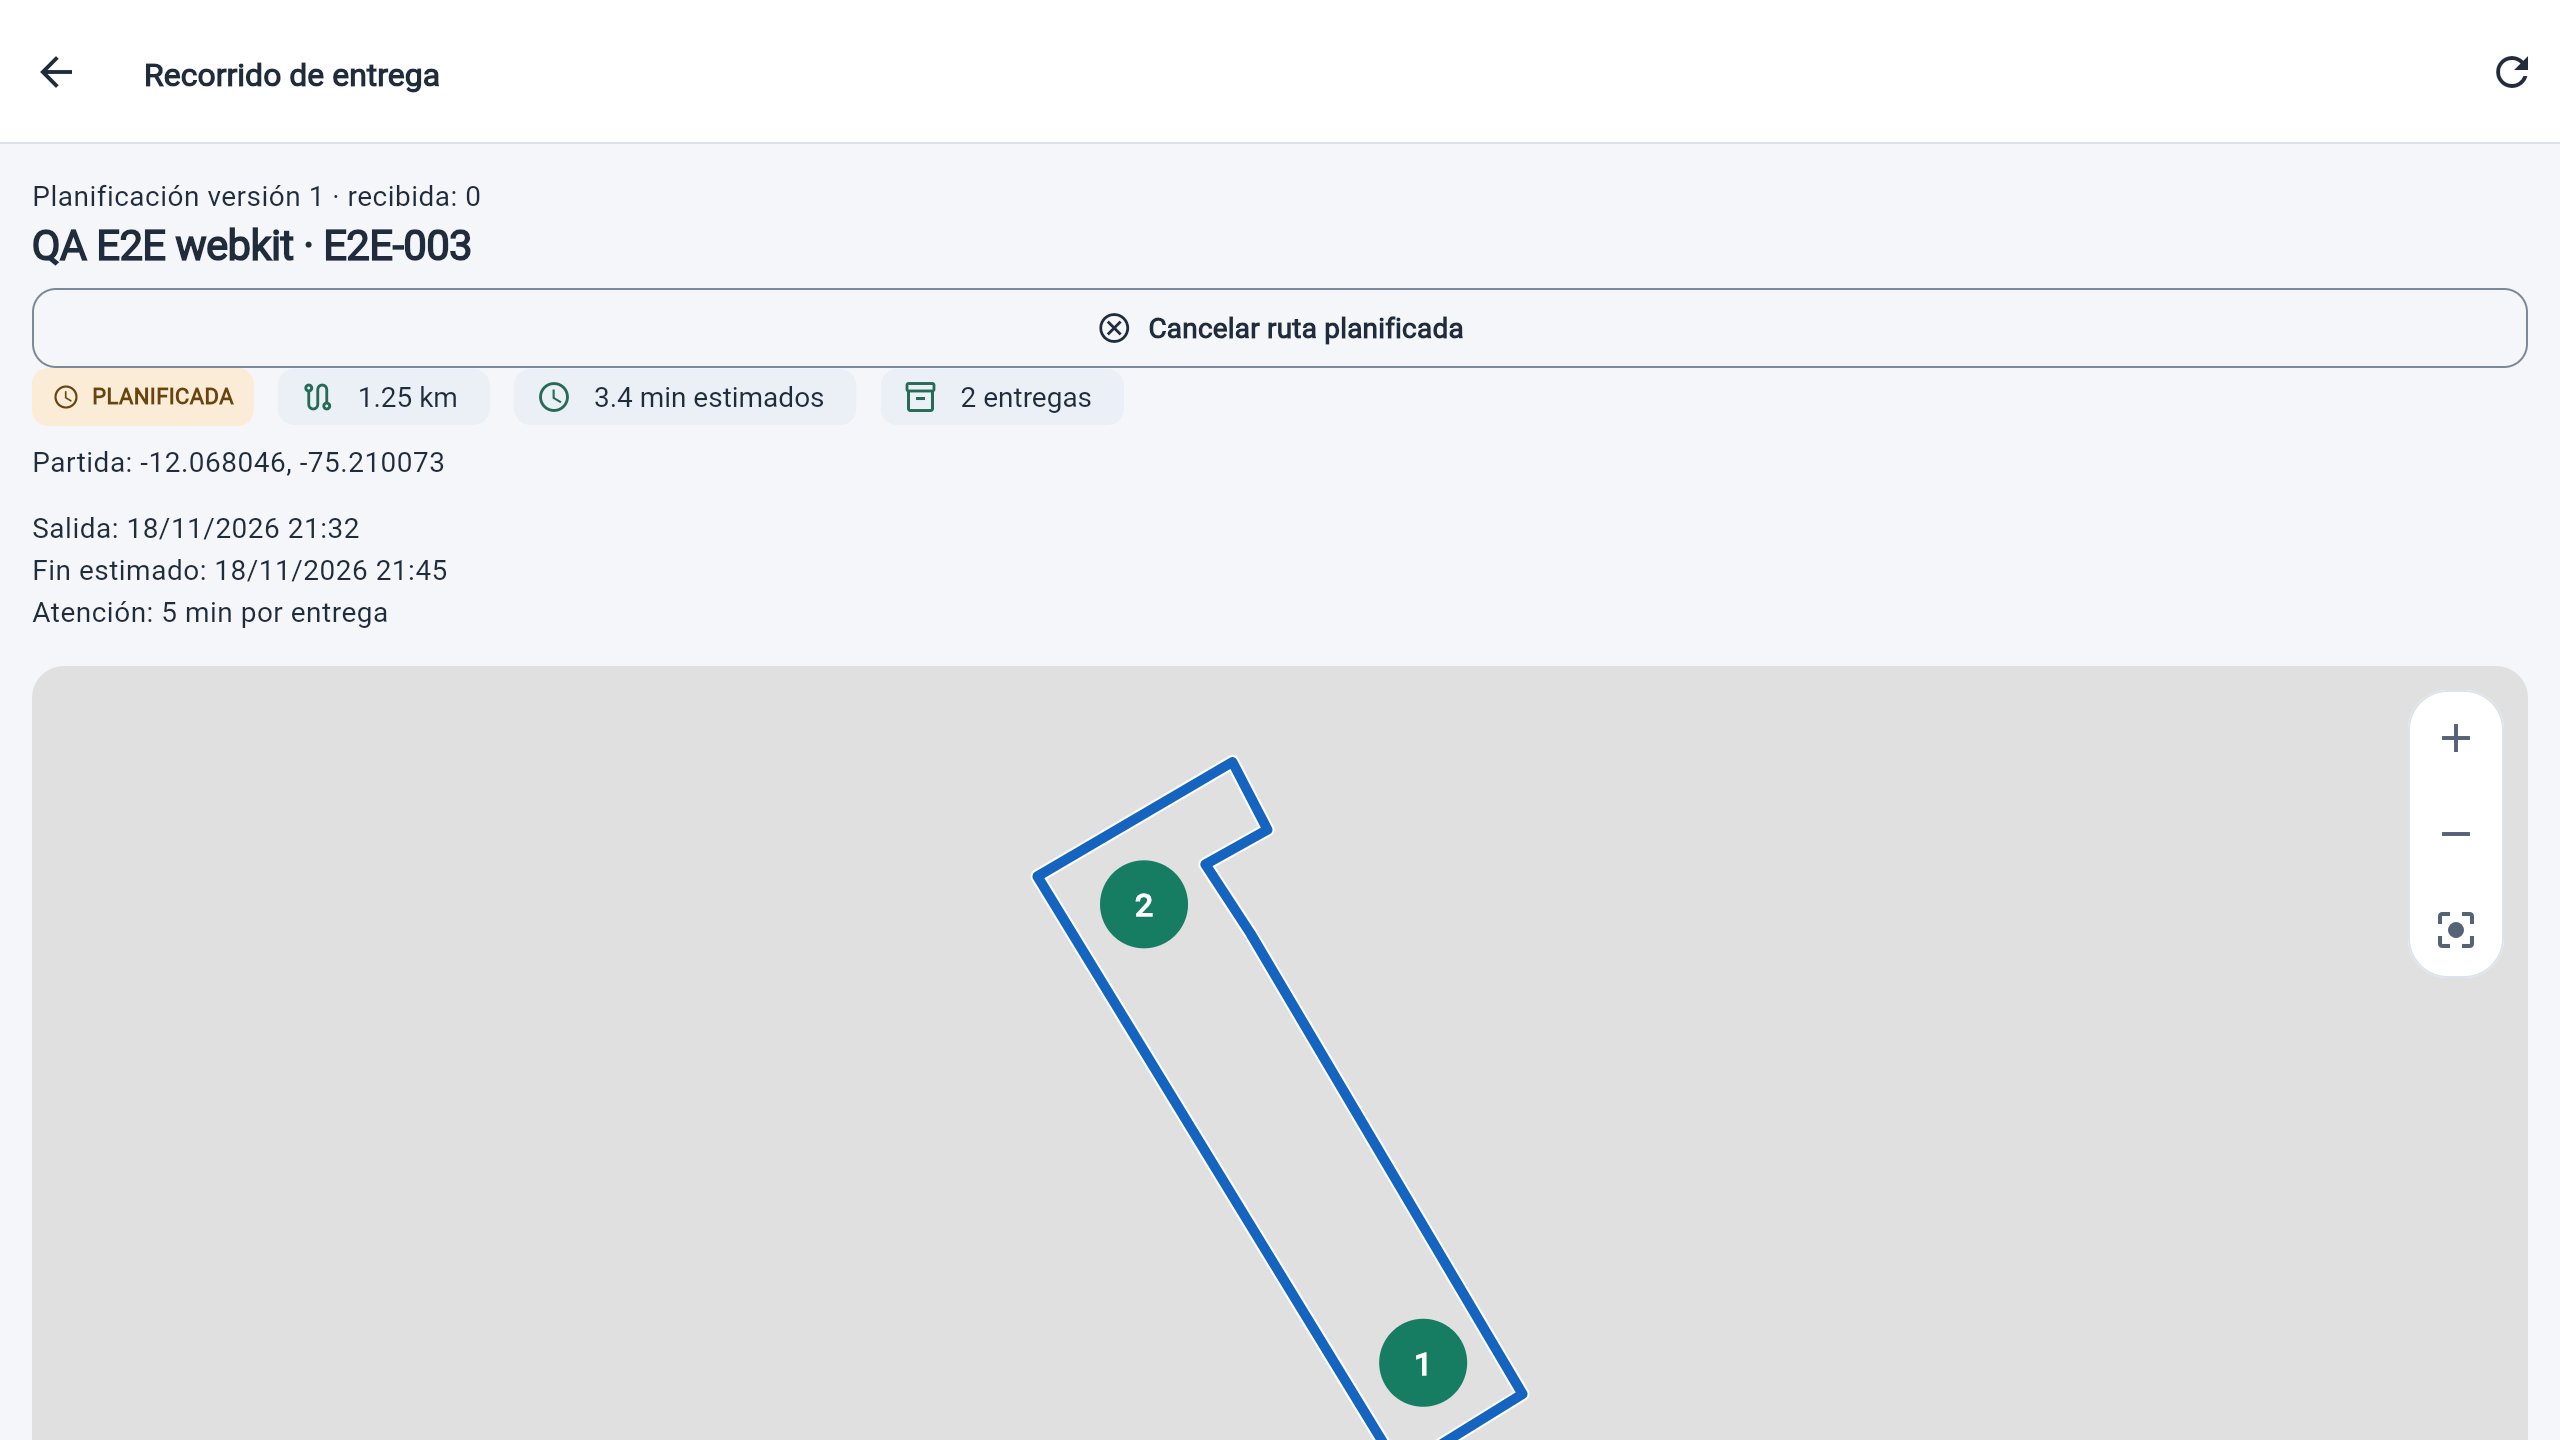 Recorrido de entrega
Planificación versión 1 · recibida: 0
QA E2E webkit · E2E-003
Cancelar ruta planificada
PLANIFICADA
1.25 km
3.4 min estimados
2 entregas
Partida: -12.068046, -75.210073
Salida: 18/11/2026 21:32
Fin estimado: 18/11/2026 21:45
Atención: 5 min por entrega
2
1